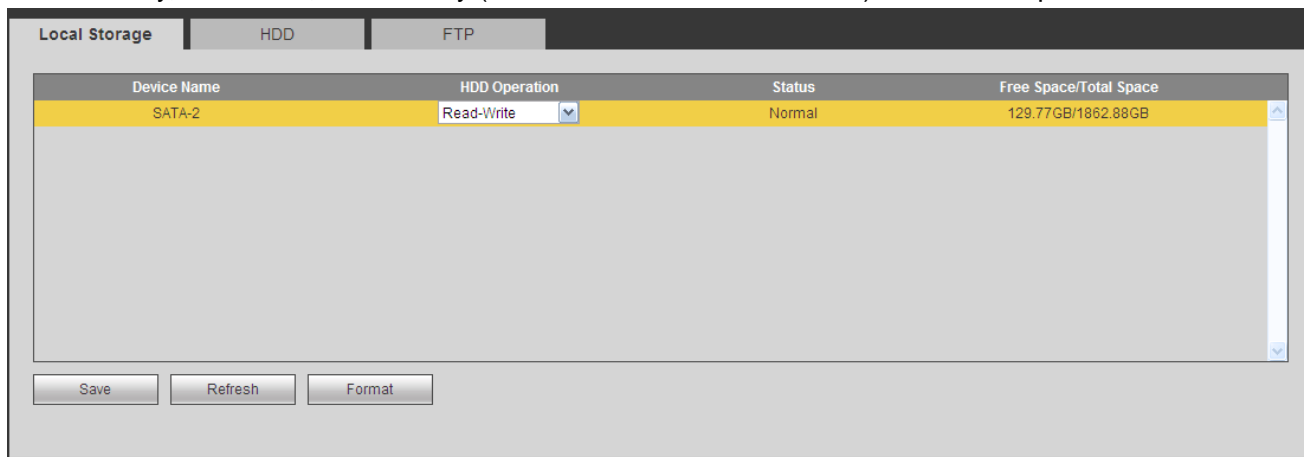 Local Storage HDD FTP
Device Name HDD Operation Status Free Space/Total Space
SATA-2 Read-Write Normal 129.77GB/1862.88GB
Save Refresh Format